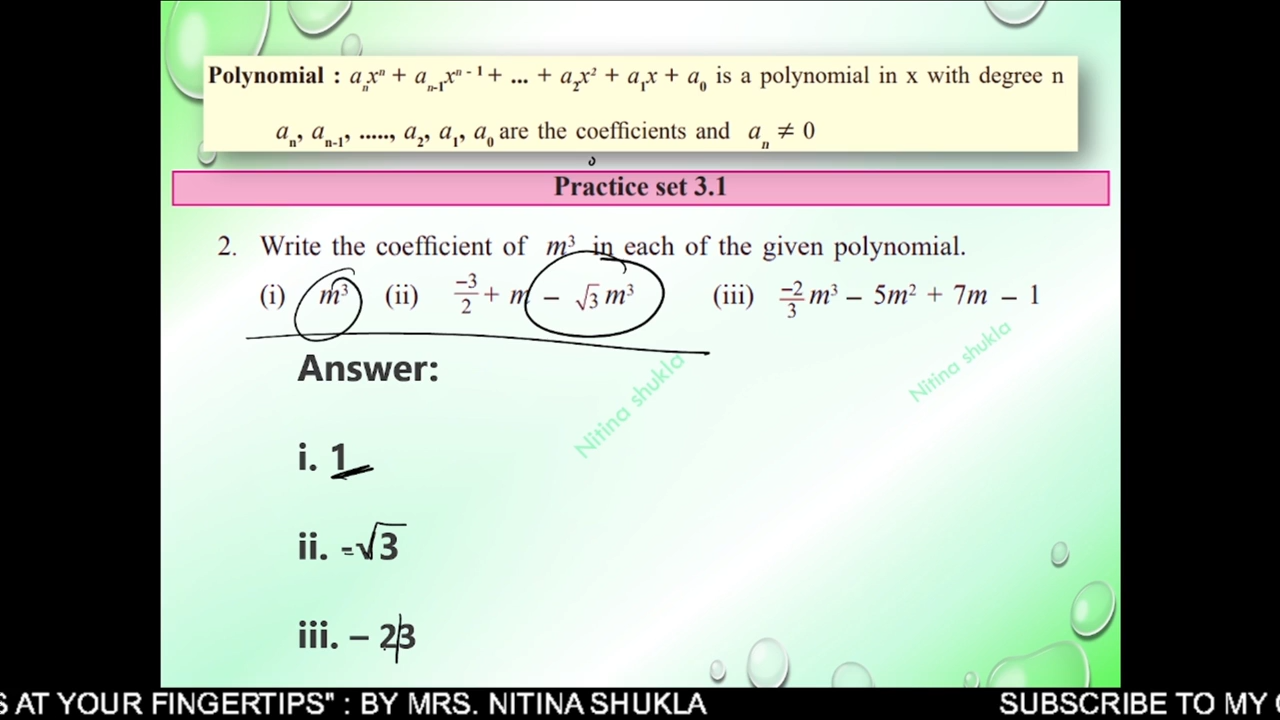 Polynomial : aₙxⁿ + aₙ₋₁xⁿ⁻¹ + ... + a₂x² + a₁x + a₀ is a polynomial in x with degree n
aₙ, aₙ₋₁, ....., a₂, a₁, a₀ are the coefficients and aₙ ≠ 0
Practice set 3.1
2. Write the coefficient of m³ in each of the given polynomial.
(i) m³ (ii) -3/2 + m − √3 m³ (iii) -2/3 m³ − 5m² + 7m − 1
Answer:
i. 1
ii. -√3
iii. – 2|3
Nitina shukla
Nitina shukla
S AT YOUR FINGERTIPS" : BY MRS. NITINA SHUKLA SUBSCRIBE TO MY